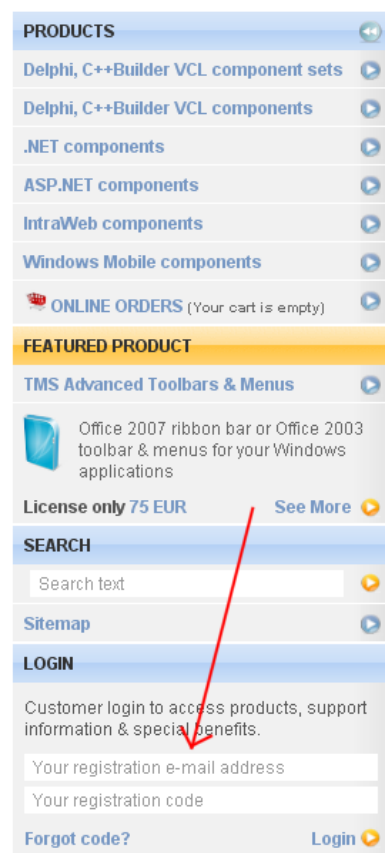 PRODUCTS
Delphi, C++Builder VCL component sets
Delphi, C++Builder VCL components
.NET components
ASP.NET components
IntraWeb components
Windows Mobile components
ONLINE ORDERS (Your cart is empty)
FEATURED PRODUCT
TMS Advanced Toolbars & Menus
Office 2007 ribbon bar or Office 2003
toolbar & menus for your Windows
applications
License only 75 EUR See More
SEARCH
Search text
Sitemap
LOGIN
Customer login to access products, support
information & special benefits.
Your registration e-mail address
Your registration code
Forgot code? Login